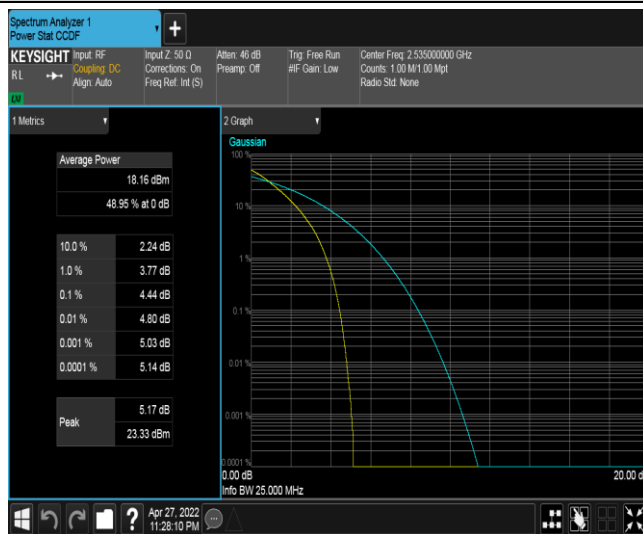 Spectrum Analyzer 1
Power Stat CCDF
+
KEYSIGHT
RL
LM
Input: RF
Coupling: DC
Align: Auto
Input Z: 50 Ω
Corrections: On
Freq Ref: Int (S)
Atten: 46 dB
Preamp: Off
Trig: Free Run
#IF Gain: Low
Center Freq: 2.535000000 GHz
Counts: 1.00 M/1.00 Mpt
Radio Std: None
1 Metrics
Average Power
18.16 dBm
48.95 % at 0 dB
10.0 % 2.24 dB
1.0 % 3.77 dB
0.1 % 4.44 dB
0.01 % 4.80 dB
0.001 % 5.03 dB
0.0001 % 5.14 dB
Peak
5.17 dB
23.33 dBm
2 Graph
Gaussian
100 %
10 %
1 %
0.1 %
0.01 %
0.001 %
0.0001 %
0.00 dB 20.00 d
Info BW 25.000 MHz
?
Apr 27, 2022
11:28:10 PM